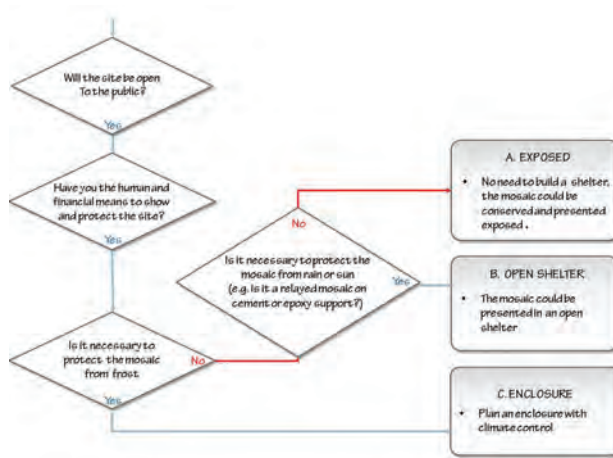 Will the site be open
To the public?
Yes
Have you the human and
financial means to show
and protect the site?
Yes
Is it necessary to
protect the mosaic
from frost
No
Yes
Is it necessary to protect the
mosaic from rain or sun
(e.g. Is it a relayed mosaic on
cement or epoxy support?)
No
Yes
A. EXPOSED
• No need to build a shelter,
the mosaic could be
conserved and presented
exposed.
B. OPEN SHELTER
• The mosaic could be
presented in an open
shelter
C. ENCLOSURE
• Plan an enclosure with
climate control